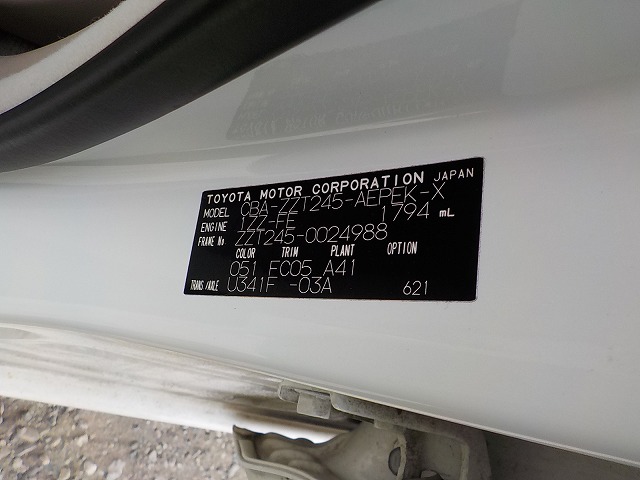 TOYOTA MOTOR CORPORATION JAPAN
MODEL CBA-ZZT245-AEPEK-X
ENGINE 1ZZ-FE 1794 mL
FRAME No ZZT245-0024988
COLOR TRIM PLANT OPTION
051 FC05 A41
TRANS/AXLE U341F -03A 621